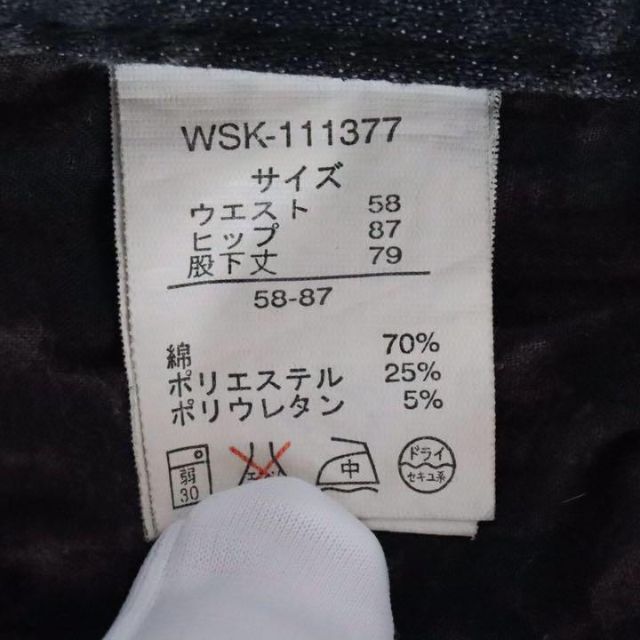 WSK-111377
サイズ
ウエスト 58
ヒップ 87
股下丈 79
58-87
綿 70%
ポリエステル 25%
ポリウレタン 5%
弱
30
中
ドライ
セキユ系